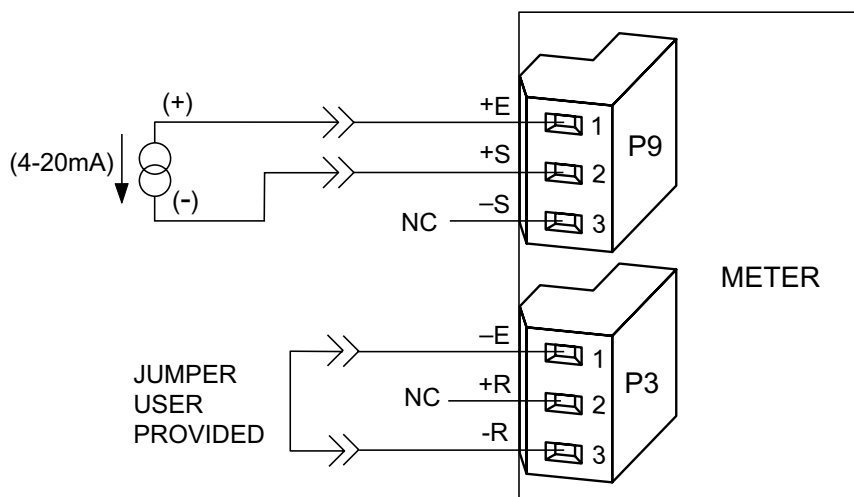 (+)
(4-20mA)
(-)
+E
+S
NC
–S
1
2
3
P9
METER
JUMPER
USER
PROVIDED
–E
NC
+R
-R
1
2
3
P3